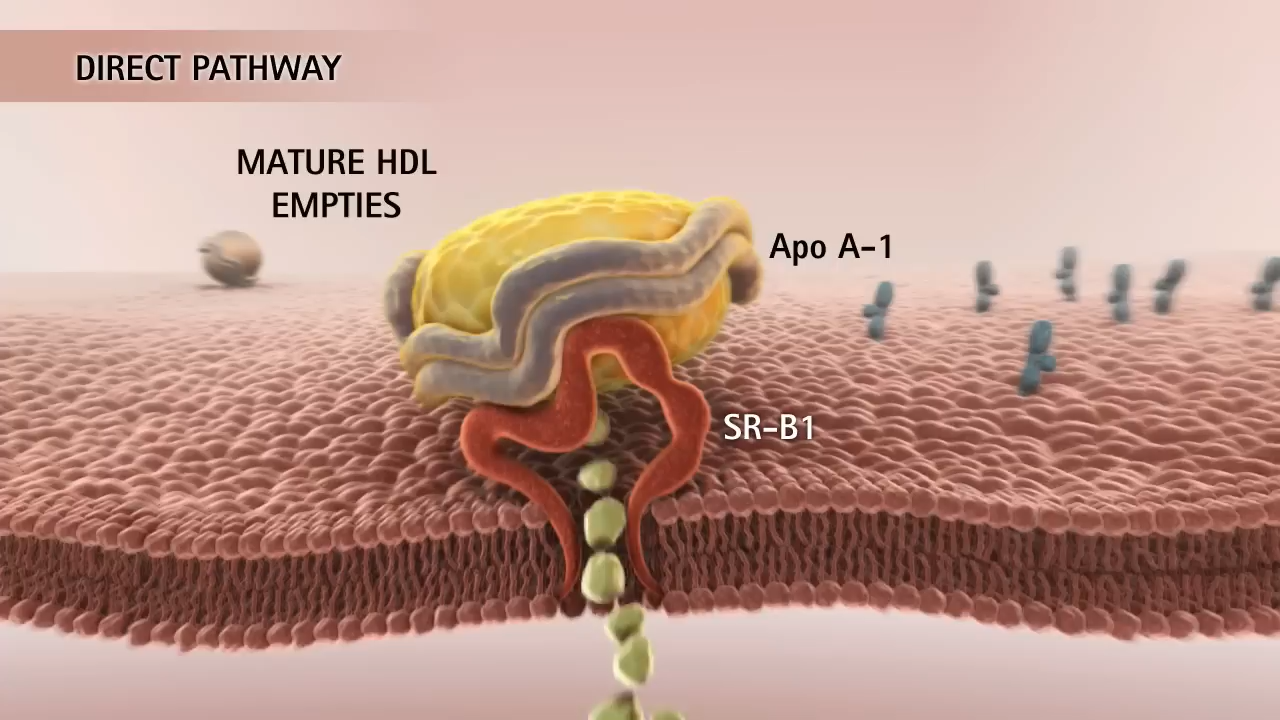 DIRECT PATHWAY
MATURE HDL
EMPTIES
Apo A-1
SR-B1